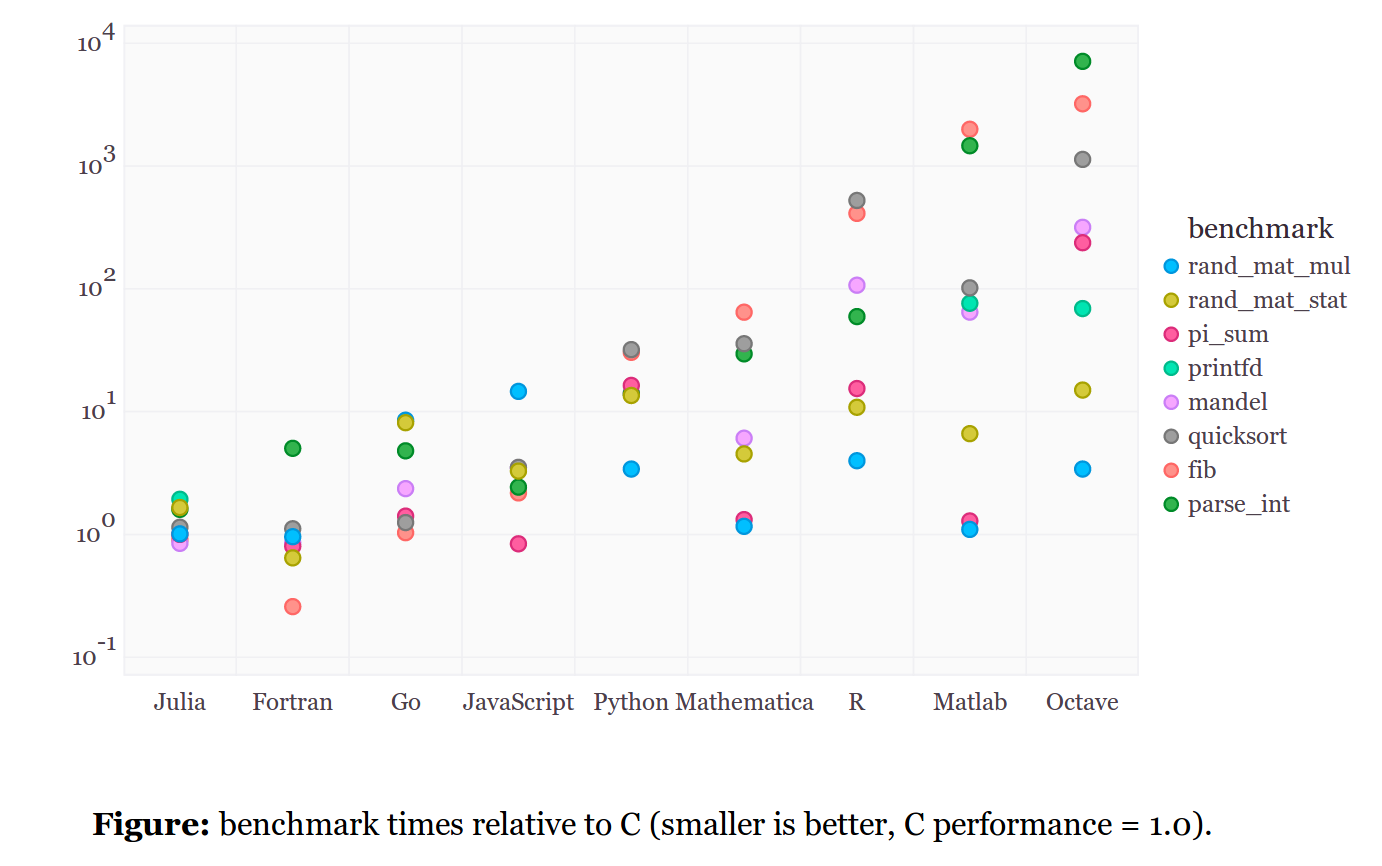 10^4
10^3
10^2
10^1
10^0
10^-1
Julia Fortran Go JavaScript Python Mathematica R Matlab Octave
benchmark
rand_mat_mul
rand_mat_stat
pi_sum
printfd
mandel
quicksort
fib
parse_int
Figure: benchmark times relative to C (smaller is better, C performance = 1.0).